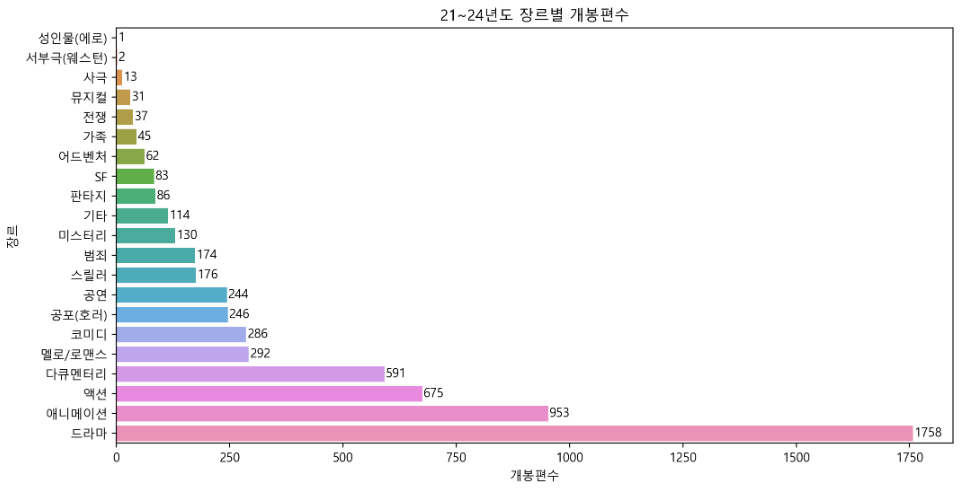 21~24년도 장르별 개봉편수
성인물(에로) 1
서부극(웨스턴) 2
사극 13
뮤지컬 31
전쟁 37
가족 45
어드벤처 62
SF 83
판타지 86
기타 114
미스터리 130
범죄 174
스릴러 176
공연 244
공포(호러) 246
코미디 286
멜로/로맨스 292
다큐멘터리 591
액션 675
애니메이션 953
드라마 1758
장르
0 250 500 750 1000 1250 1500 1750
개봉편수